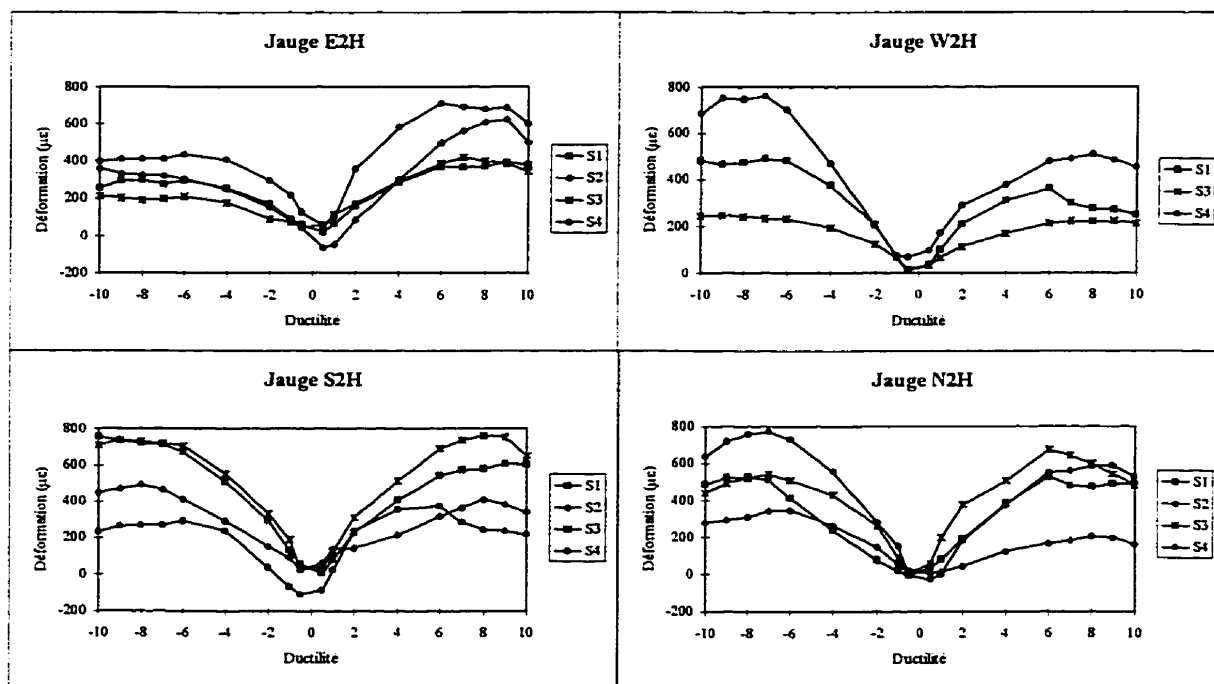 Jauge E2H
Déformation (με)
800
600
400
200
0
-200
-10 -8 -6 -4 -2 0 2 4 6 8 10
Ductilité
S1
S2
S3
S4
Jauge W2H
Déformation (με)
800
600
400
200
0
-10 -8 -6 -4 -2 0 2 4 6 8 10
Ductilité
S1
S3
S4
Jauge S2H
Déformation (με)
800
600
400
200
0
-200
-10 -8 -6 -4 -2 0 2 4 6 8 10
Ductilité
S1
S2
S3
S4
Jauge N2H
Déformation (με)
800
600
400
200
0
-200
-10 -8 -6 -4 -2 0 2 4 6 8 10
Ductilité
S1
S2
S3
S4